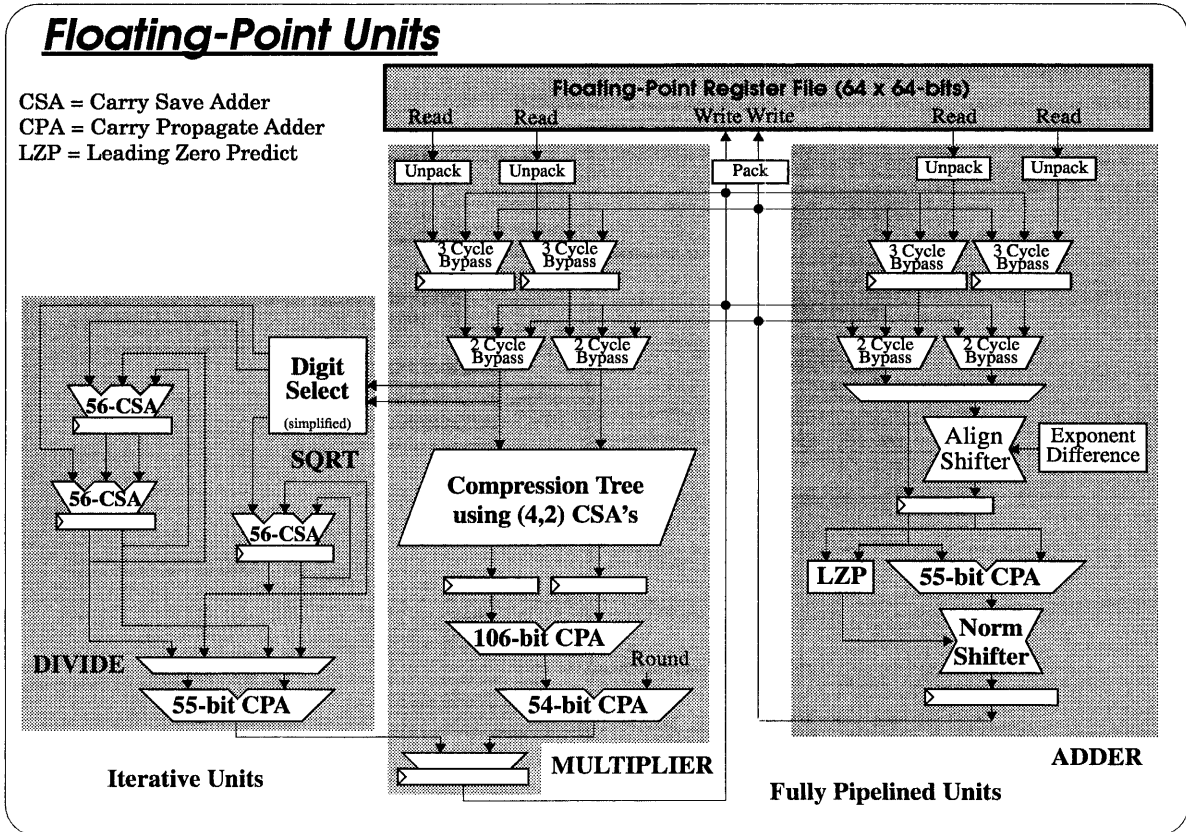 Floating-Point Units
CSA = Carry Save Adder
CPA = Carry Propagate Adder
LZP = Leading Zero Predict
Floating-Point Register File (64 x 64-bits)
Read
Read
Write Write
Read
Read
Unpack
Unpack
Pack
Unpack
Unpack
3 Cycle
Bypass
3 Cycle
Bypass
3 Cycle
Bypass
3 Cycle
Bypass
2 Cycle
Bypass
2 Cycle
Bypass
2 Cycle
Bypass
2 Cycle
Bypass
Digit
Select
(simplified)
56-CSA
56-CSA
SQRT
56-CSA
DIVIDE
55-bit CPA
Iterative Units
Compression Tree
using (4,2) CSA's
106-bit CPA
Round
54-bit CPA
MULTIPLIER
Align
Shifter
Exponent
Difference
LZP
55-bit CPA
Norm
Shifter
ADDER
Fully Pipelined Units